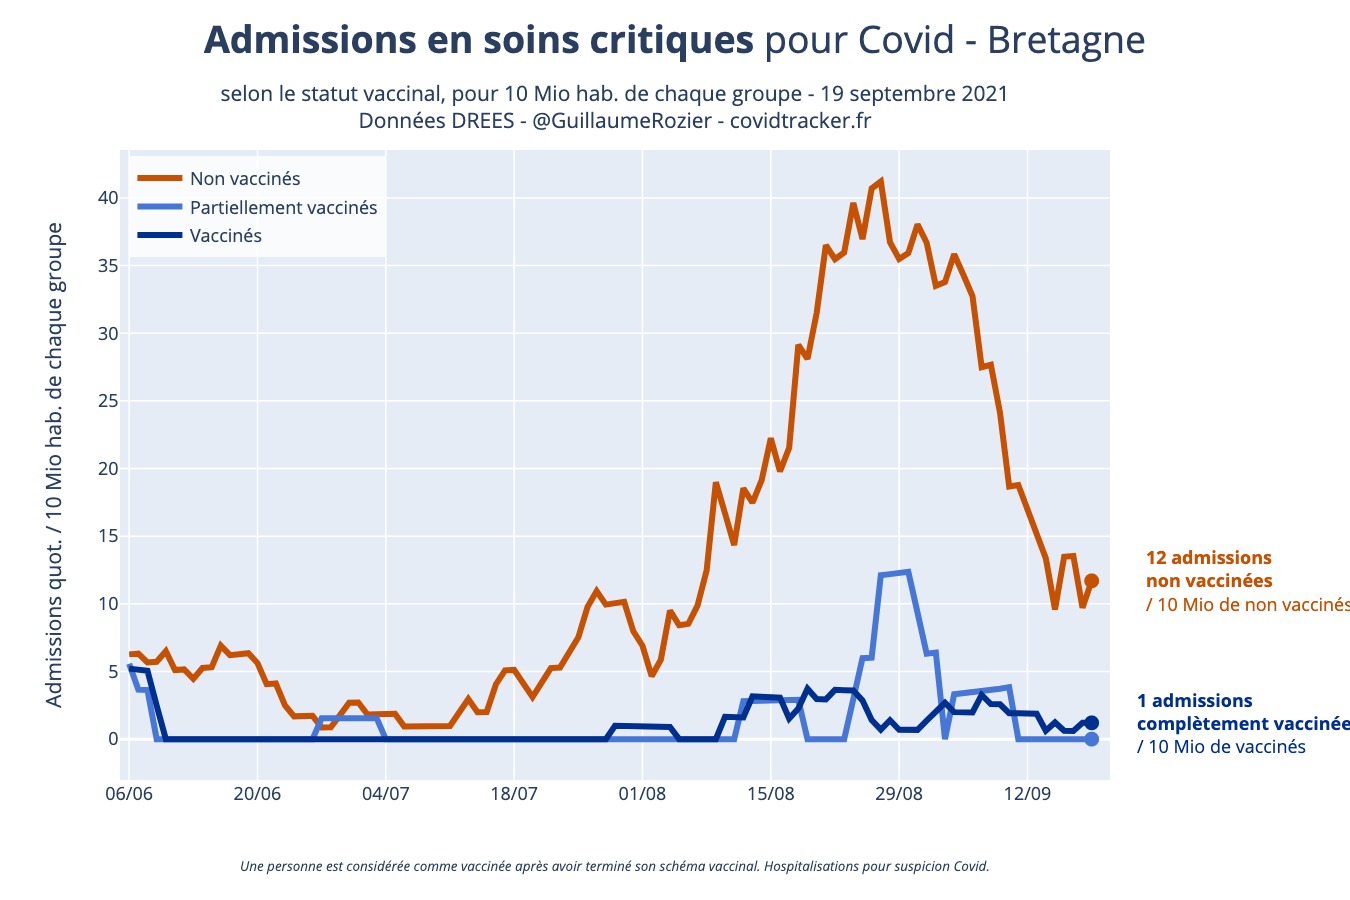 Admissions en soins critiques pour Covid - Bretagne
selon le statut vaccinal, pour 10 Mio hab. de chaque groupe - 19 septembre 2021
Données DREES - @GuillaumeRozier - covidtracker.fr
Non vaccinés
Partiellement vaccinés
Vaccinés
Admissions quot. / 10 Mio hab. de chaque groupe
40
35
30
25
20
15
10
5
0
06/06 20/06 04/07 18/07 01/08 15/08 29/08 12/09
12 admissions
non vaccinées
/ 10 Mio de non vaccinés
1 admissions
complètement vaccinée
/ 10 Mio de vaccinés
Une personne est considérée comme vaccinée après avoir terminé son schéma vaccinal. Hospitalisations pour suspicion Covid.